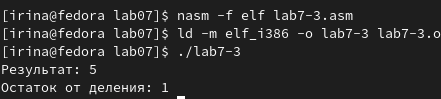 [irina@fedora lab07]$ nasm -f elf lab7-3.asm
[irina@fedora lab07]$ ld -m elf_i386 -o lab7-3 lab7-3.o
[irina@fedora lab07]$ ./lab7-3
Результат: 5
Остаток от деления: 1